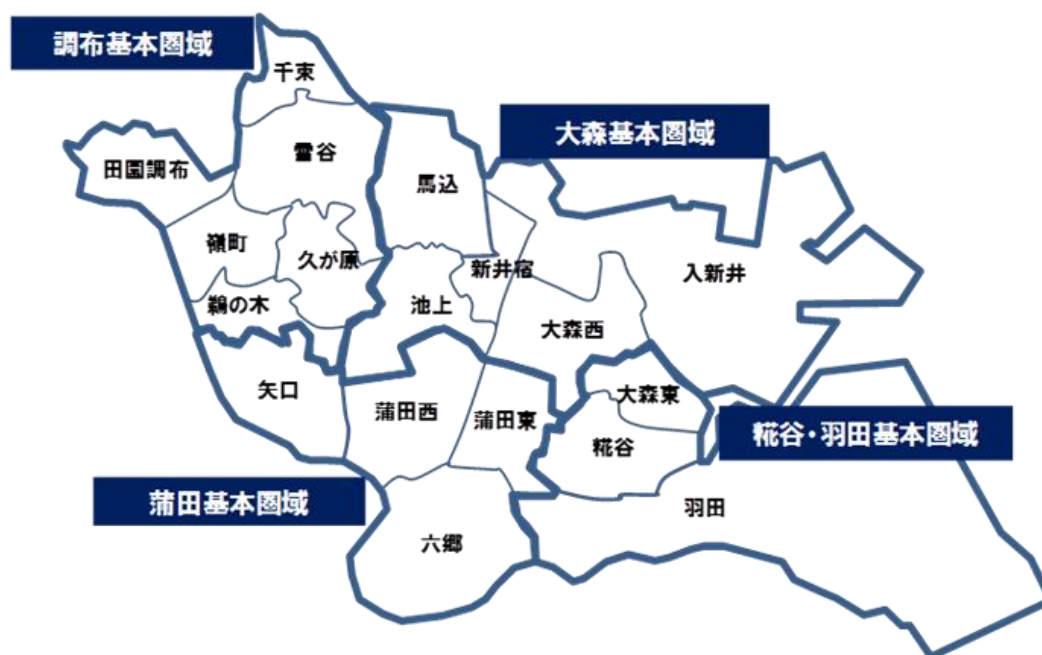 調布基本圏域
千束
大森基本圏域
雪谷
田園調布
馬込
嶺町
久が原
新井宿
入新井
鵜の木
池上
大森西
矢口
大森東
蒲田西
蒲田東
糀谷・羽田基本圏域
糀谷
蒲田基本圏域
羽田
六郷